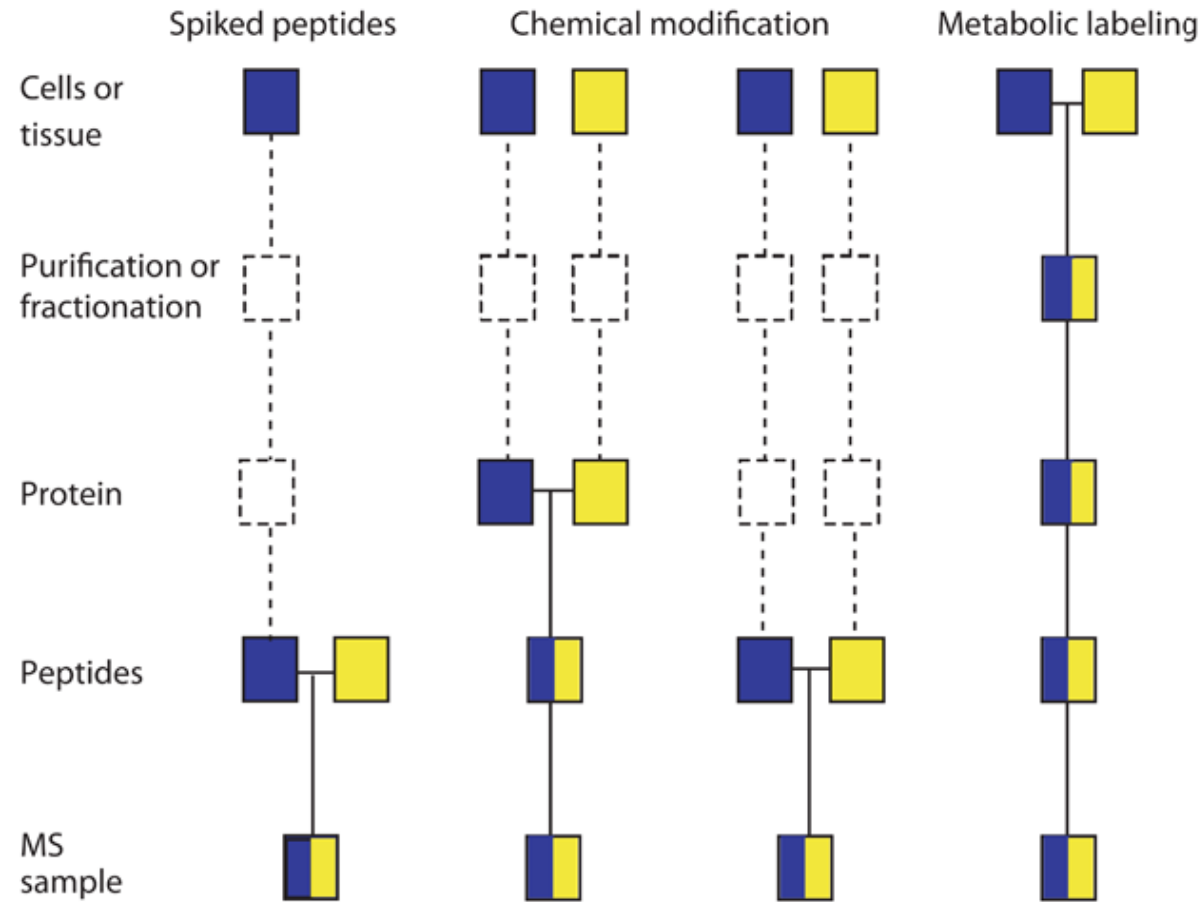 Spiked peptides
Chemical modification
Metabolic labeling
Cells or
tissue
Purification or
fractionation
Protein
Peptides
MS
sample